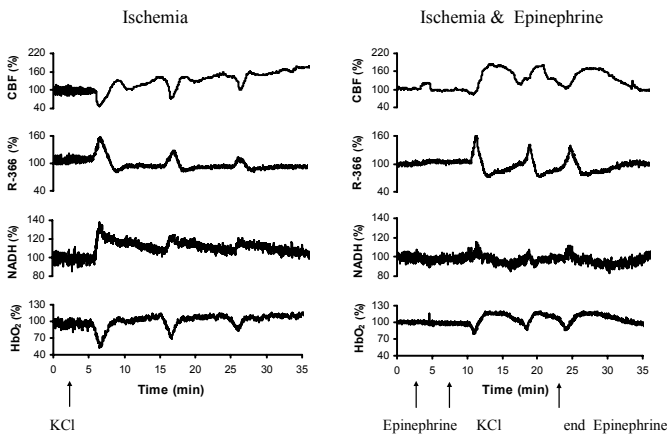 Ischemia
Ischemia & Epinephrine
CBF (%)
220
160
100
40
CBF (%)
220
160
100
40
R-366 (%)
160
100
40
R-366 (%)
160
100
40
NADH (%)
140
120
100
80
NADH (%)
140
120
100
80
HbO₂ (%)
130
100
70
40
HbO₂ (%)
130
100
70
40
0 5 10 15 20 25 30 35
0 5 10 15 20 25 30 35
Time (min)
Time (min)
KCl
Epinephrine KCl end Epinephrine